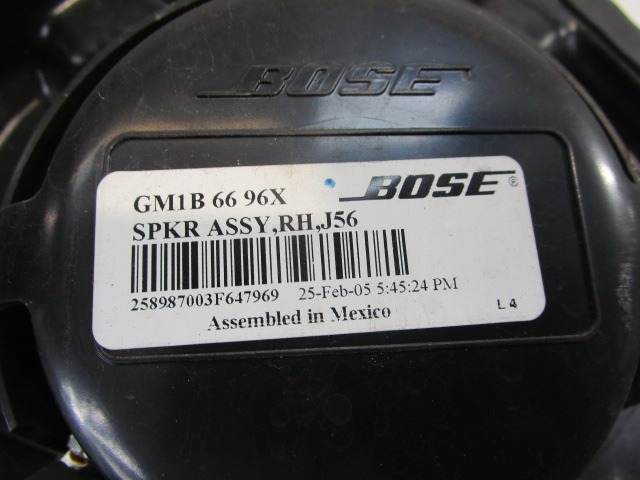 BOSE
GM1B 66 96X BOSE®
SPKR ASSY,RH,J56
258987003F647969 25-Feb-05 5:45:24 PM
Assembled in Mexico L 4